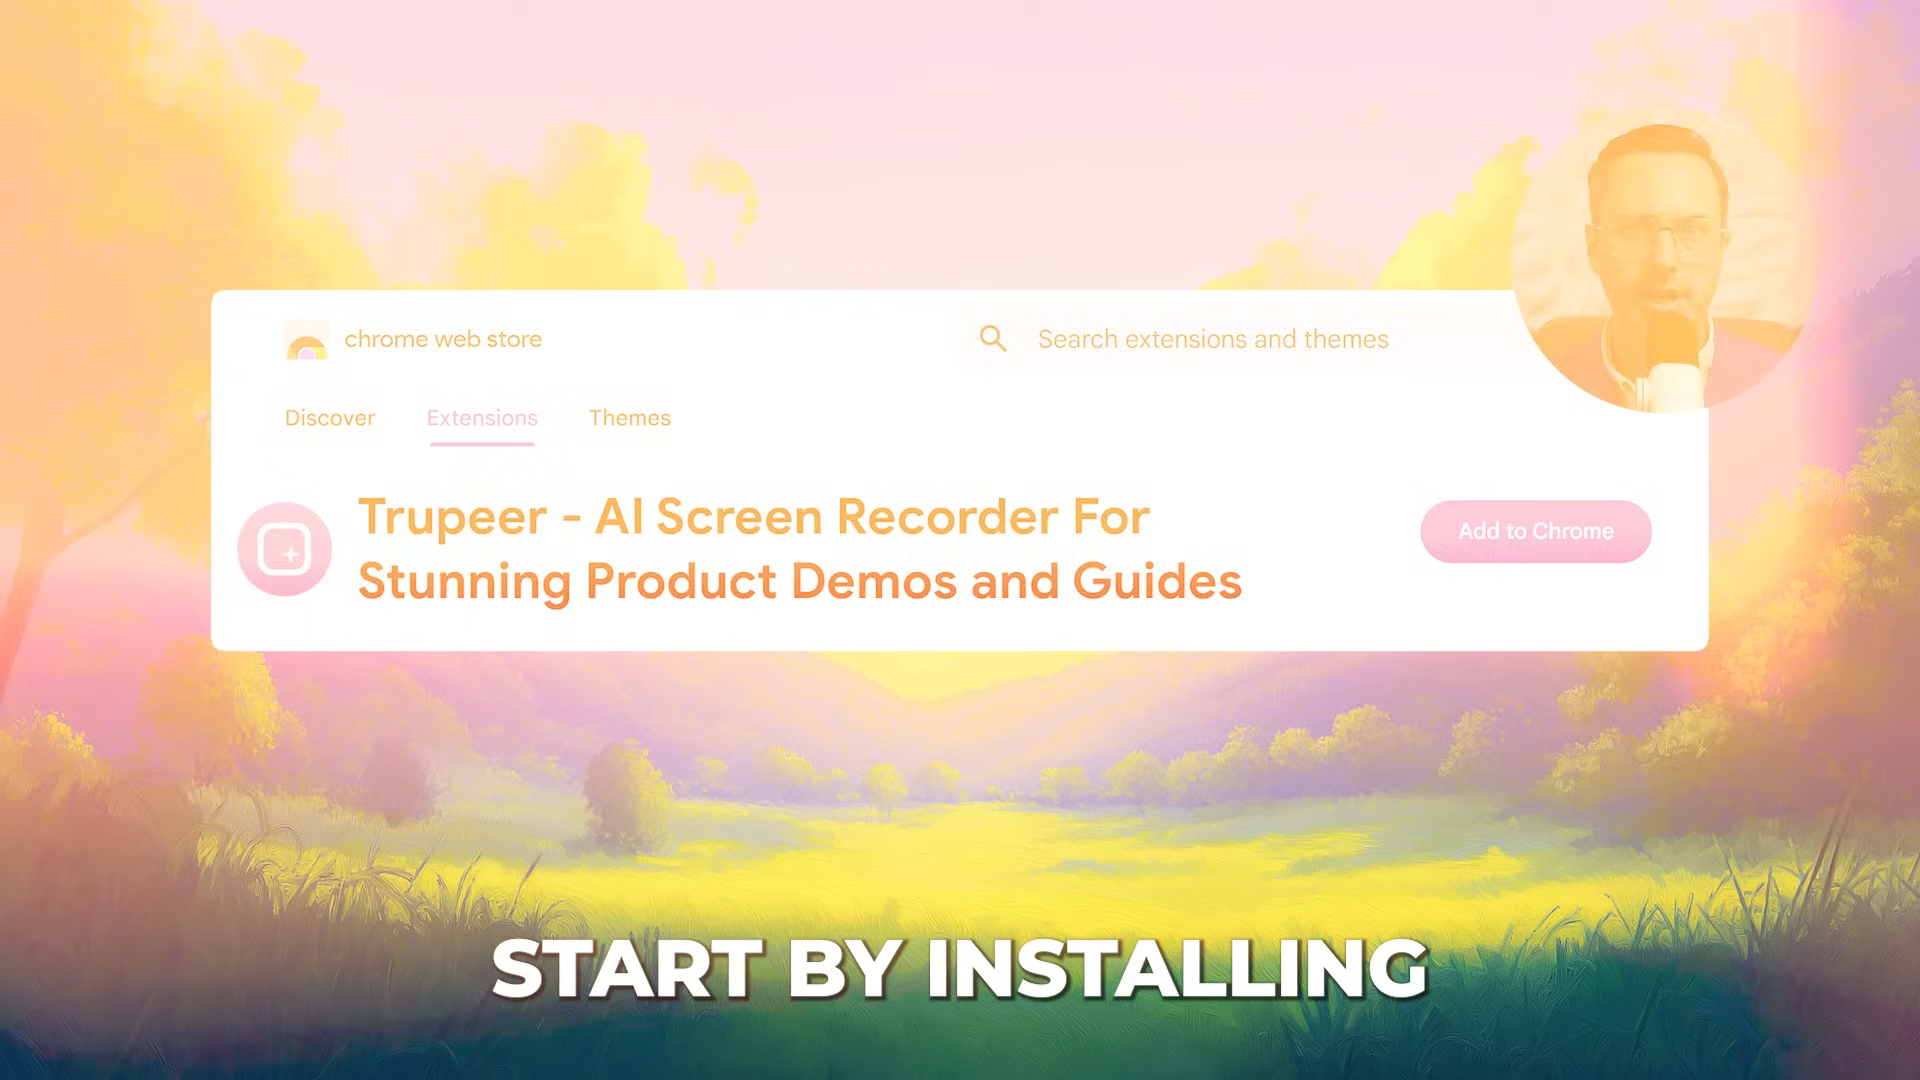 chrome web store
Search extensions and themes
Discover
Extensions
Themes
Trupeer - AI Screen Recorder For
Stunning Product Demos and Guides
Add to Chrome
START BY INSTALLING